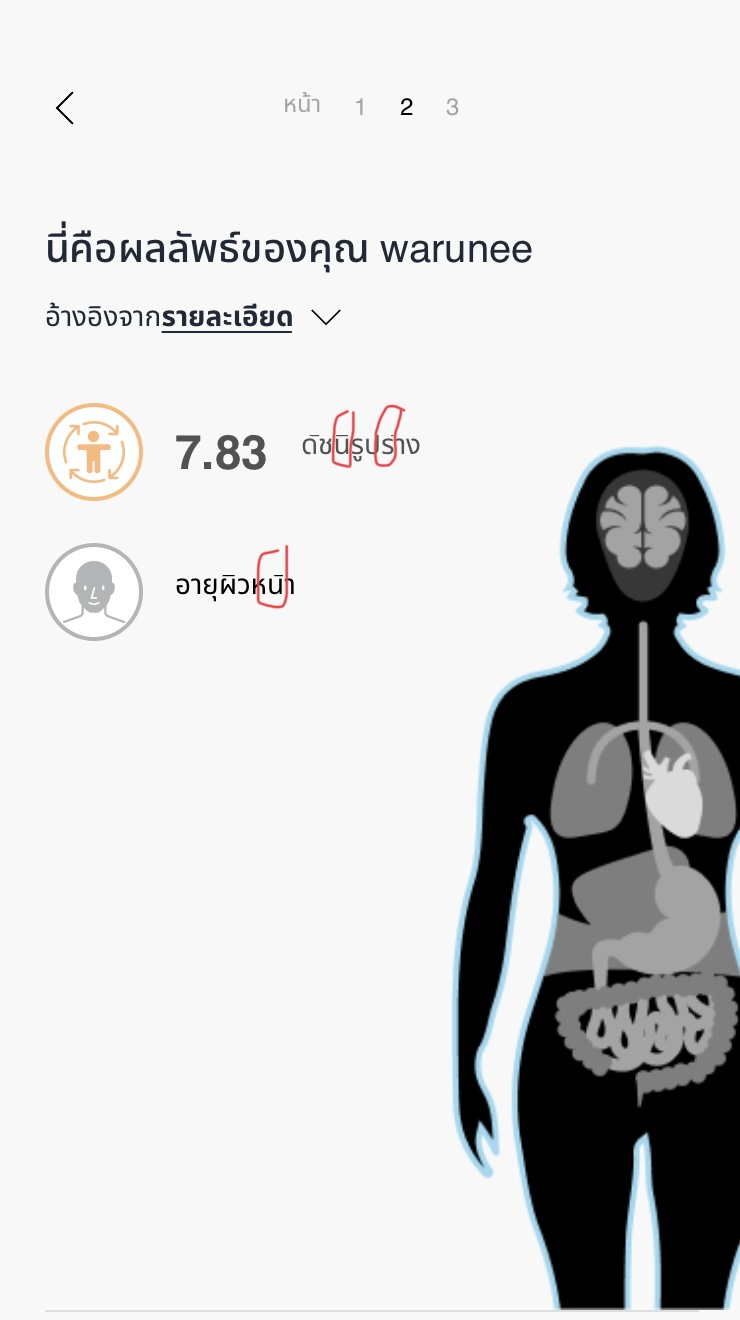 หน้า 1 2 3
นี่คือผลลัพธ์ของคุณ warunee
อ้างอิงจากรายละเอียด
7.83 ดัชนีรูปร่าง
อายุผิวหน้า